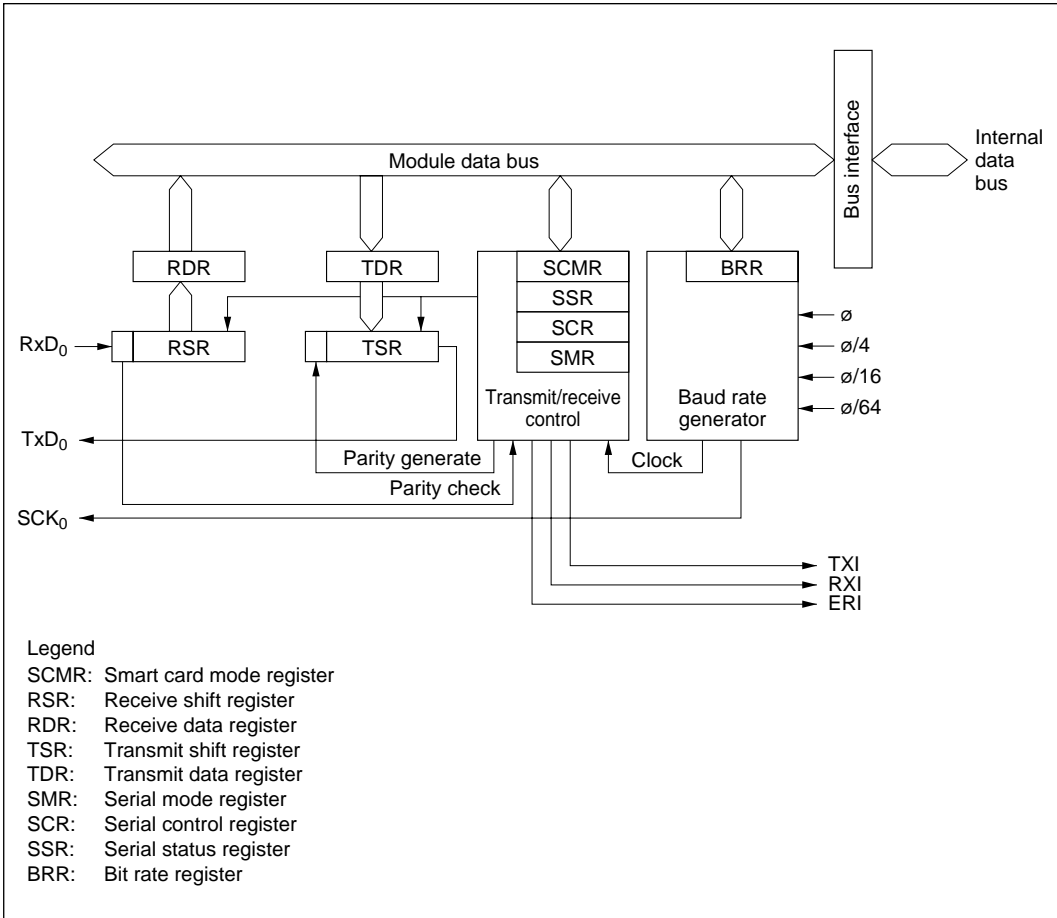 Module data bus
Bus interface
Internal
data
bus
RDR
TDR
SCMR
BRR
SSR
SCR
SMR
RxD0
RSR
TSR
ø
ø/4
ø/16
ø/64
Transmit/receive
control
Baud rate
generator
TxD0
Parity generate
Clock
Parity check
SCK0
TXI
RXI
ERI
Legend
SCMR: Smart card mode register
RSR: Receive shift register
RDR: Receive data register
TSR: Transmit shift register
TDR: Transmit data register
SMR: Serial mode register
SCR: Serial control register
SSR: Serial status register
BRR: Bit rate register